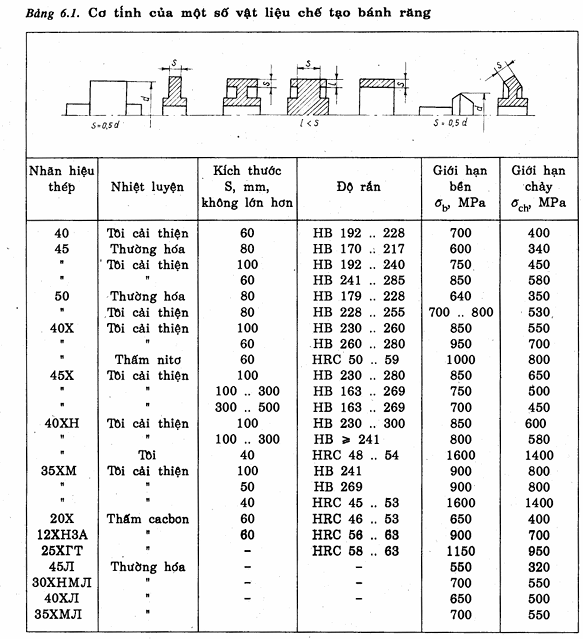 Bảng 6.1. Cơ tính của một số vật liệu chế tạo bánh răng
S S S S S
d l d
S=0,5d l < S S=0,5d
Nhãn hiệu thép Nhiệt luyện Kích thước S, mm, không lớn hơn Độ rắn Giới hạn bền σb, MPa Giới hạn chảy σch, MPa
40 Tôi cải thiện 60 HB 192 .. 228 700 400
45 Thường hóa 80 HB 170 .. 217 600 340
" Tôi cải thiện 100 HB 192 .. 240 750 450
" " 60 HB 241 .. 285 850 580
50 Thường hóa 80 HB 179 .. 228 640 350
" Tôi cải thiện 80 HB 228 .. 255 700 .. 800 530
40X Tôi cải thiện 100 HB 230 .. 260 850 550
" " 60 HB 260 .. 280 950 700
" Thấm nitơ 60 HRC 50 .. 59 1000 800
45X Tôi cải thiện 100 HB 230 .. 280 850 650
" " 100 .. 300 HB 163 .. 269 750 500
" " 300 .. 500 HB 163 .. 269 700 450
40XH Tôi cải thiện 100 HB 230 .. 300 850 600
" " 100 .. 300 HB ⩾ 241 800 580
" Tôi 40 HRC 48 .. 54 1600 1400
35XM Tôi cải thiện 100 HB 241 900 800
" " 50 HB 269 900 800
" " 40 HRC 45 .. 53 1600 1400
20X Thấm cacbon 60 HRC 46 .. 53 650 400
12XH3A " 60 HRC 56 .. 63 900 700
25XГТ " – HRC 58 .. 63 1150 950
45Л Thường hóa – – 550 320
30ХНМЛ " – – 700 550
40ХЛ " – – 650 500
35ХМЛ " 700 550